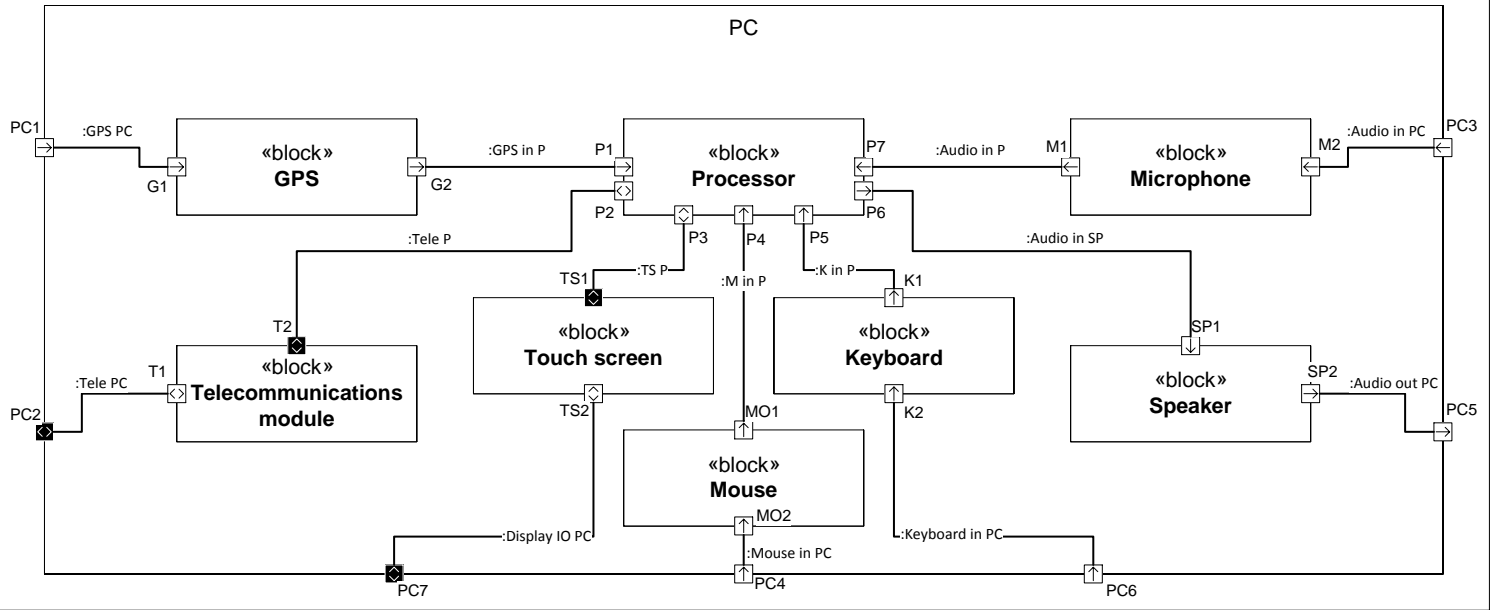 PC
PC1
:GPS PC
G1
«block»
GPS
G2
:GPS in P
P1
P2
«block»
Processor
P7
P6
:Audio in P
M1
«block»
Microphone
M2
:Audio in PC
PC3
P3
P4
P5
:Tele P
:TS P
:M in P
:K in P
:Audio in SP
TS1
K1
T2
SP1
«block»
Touch screen
TS2
«block»
Keyboard
K2
T1
:Tele PC
PC2
«block»
Telecommunications
module
«block»
Speaker
SP2
:Audio out PC
PC5
MO1
«block»
Mouse
MO2
:Display IO PC
:Mouse in PC
:Keyboard in PC
PC7
PC4
PC6